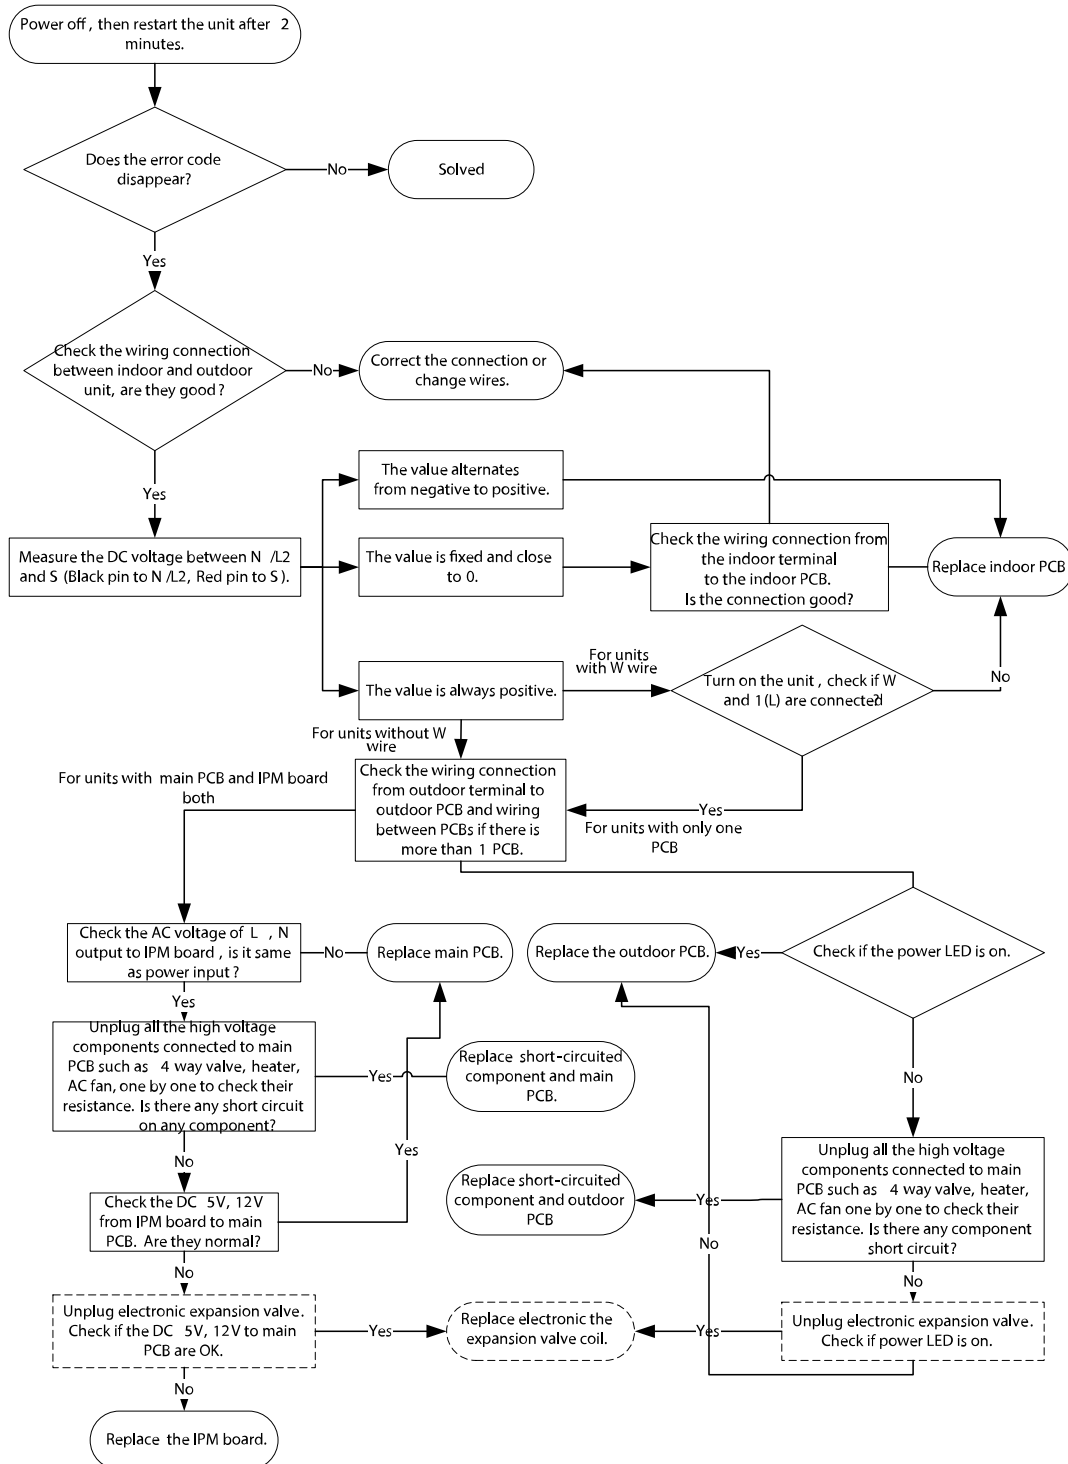 Power off, then restart the unit after 2
minutes.
Does the error code
disappear?
No
Solved
Yes
Check the wiring connection
between indoor and outdoor
unit, are they good?
No
Correct the connection or
change wires.
Yes
The value alternates
from negative to positive.
Measure the DC voltage between N /L2
and S (Black pin to N /L2, Red pin to S).
The value is fixed and close
to 0.
Check the wiring connection from
the indoor terminal
to the indoor PCB.
Is the connection good?
Replace indoor PCB
The value is always positive.
For units
with W wire
Turn on the unit, check if W
and 1(L) are connected?
No
For units without W
wire
For units with main PCB and IPM board
both
Check the wiring connection
from outdoor terminal to
outdoor PCB and wiring
between PCBs if there is
more than 1 PCB.
Yes
For units with only one
PCB
Check the AC voltage of L , N
output to IPM board, is it same
as power input?
No
Replace main PCB.
Replace the outdoor PCB.
Yes
Check if the power LED is on.
Yes
Unplug all the high voltage
components connected to main
PCB such as 4 way valve, heater,
AC fan, one by one to check their
resistance. Is there any short circuit
on any component?
Yes
Replace short-circuited
component and main
PCB.
No
No
Yes
Check the DC 5V, 12V
from IPM board to main
PCB. Are they normal?
Replace short-circuited
component and outdoor
PCB
Yes
Unplug all the high voltage
components connected to main
PCB such as 4 way valve, heater,
AC fan one by one to check their
resistance. Is there any component
short circuit?
No
No
No
Unplug electronic expansion valve.
Check if the DC 5V, 12V to main
PCB are OK.
Yes
Replace electronic the
expansion valve coil.
Yes
Unplug electronic expansion valve.
Check if power LED is on.
No
Replace the IPM board.